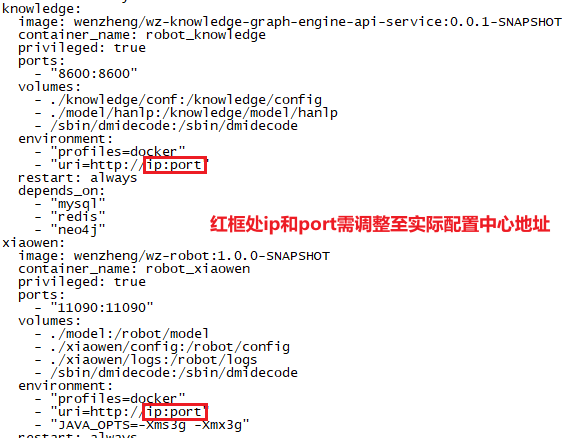 knowledge:
image: wenzheng/wz-knowledge-graph-engine-api-service:0.0.1-SNAPSHOT
container_name: robot_knowledge
privileged: true
ports:
- "8600:8600"
volumes:
- ./knowledge/conf:/knowledge/config
- ./model/hanlp:/knowledge/model/hanlp
- /sbin/dmidecode:/sbin/dmidecode
environment:
- "profiles=docker"
- "uri=http://ip:port"
restart: always
depends_on:
- "mysql"
- "redis"
- "neo4j"
红框处ip和port需调整至实际配置中心地址
xiaowen:
image: wenzheng/wz-robot:1.0.0-SNAPSHOT
container_name: robot_xiaowen
privileged: true
ports:
- "11090:11090"
volumes:
- ./model:/robot/model
- ./xiaowen/config:/robot/config
- ./xiaowen/logs:/robot/logs
- /sbin/dmidecode:/sbin/dmidecode
environment:
- "profiles=docker"
- "uri=http://ip:port"
- "JAVA_OPTS=-Xms3g -Xmx3g"
restart: always